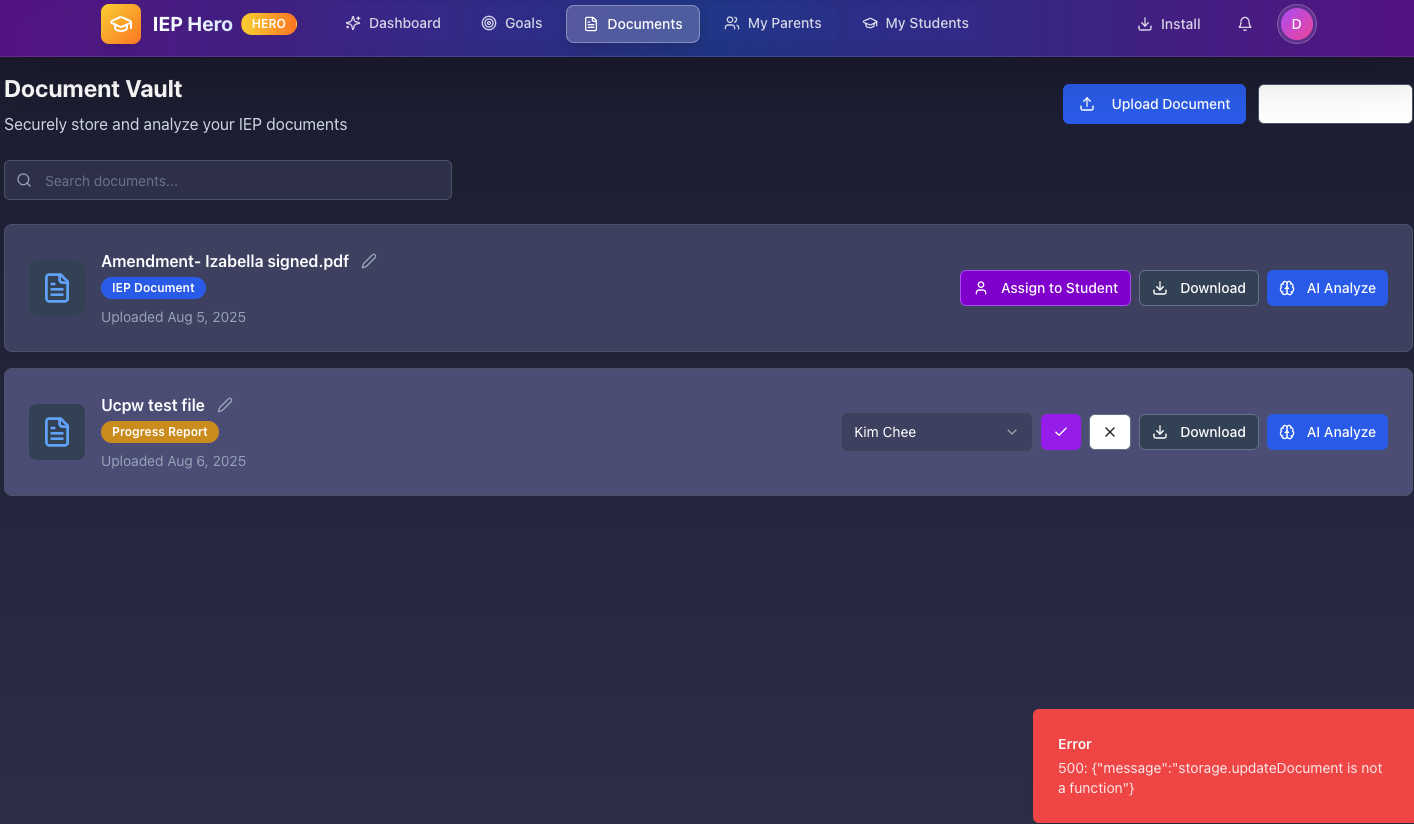 IEP Hero HERO Dashboard Goals Documents My Parents My Students Install D
Document Vault
Securely store and analyze your IEP documents
Upload Document
Search documents...
Amendment- Izabella signed.pdf
IEP Document
Uploaded Aug 5, 2025
Assign to Student Download AI Analyze
Ucpw test file
Progress Report
Uploaded Aug 6, 2025
Kim Chee Download AI Analyze
Error
500: {"message":"storage.updateDocument is not
a function"}